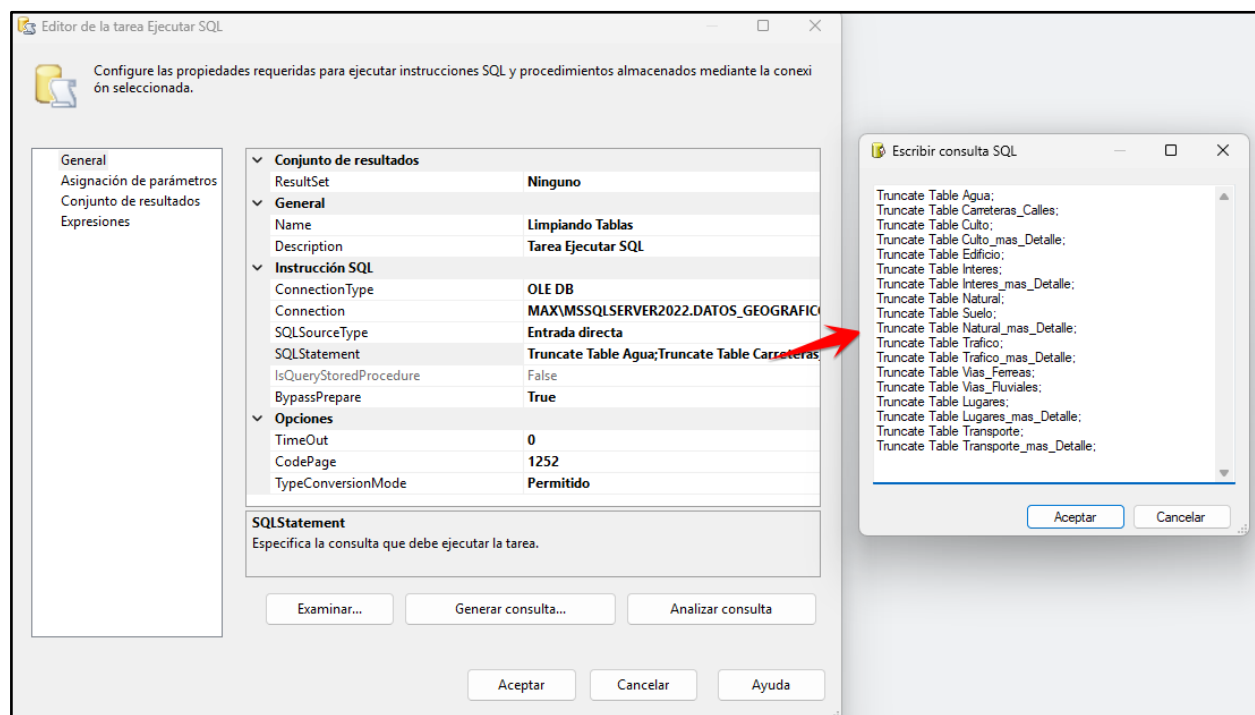 Editor de la tarea Ejecutar SQL
Configure las propiedades requeridas para ejecutar instrucciones SQL y procedimientos almacenados mediante la conexi
ón seleccionada.
General
Asignación de parámetros
Conjunto de resultados
Expresiones
Conjunto de resultados
ResultSet Ninguno
General
Name Limpiando Tablas
Description Tarea Ejecutar SQL
Instrucción SQL
ConnectionType OLE DB
Connection MAX\MSSQLSERVER2022.DATOS_GEOGRAFIC
SQLSourceType Entrada directa
SQLStatement Truncate Table Agua;Truncate Table Carreteras_
IsQueryStoredProcedure False
BypassPrepare True
Opciones
TimeOut 0
CodePage 1252
TypeConversionMode Permitido
SQLStatement
Especifica la consulta que debe ejecutar la tarea.
Examinar... Generar consulta... Analizar consulta
Aceptar Cancelar Ayuda
Escribir consulta SQL
Truncate Table Agua;
Truncate Table Carreteras_Calles;
Truncate Table Culto;
Truncate Table Culto_mas_Detalle;
Truncate Table Edificio;
Truncate Table Interes;
Truncate Table Interes_mas_Detalle;
Truncate Table Natural;
Truncate Table Suelo;
Truncate Table Natural_mas_Detalle;
Truncate Table Trafico;
Truncate Table Trafico_mas_Detalle;
Truncate Table Vias_Ferreas;
Truncate Table Vias_Fluviales;
Truncate Table Lugares;
Truncate Table Lugares_mas_Detalle;
Truncate Table Transporte;
Truncate Table Transporte_mas_Detalle;
Aceptar Cancelar